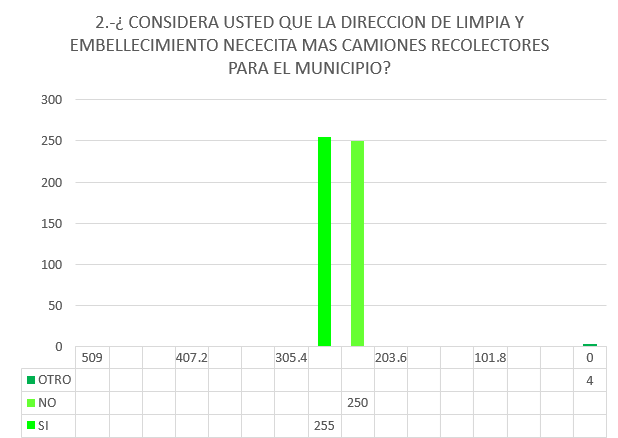 2.-¿ CONSIDERA USTED QUE LA DIRECCION DE LIMPIA Y
EMBELLECIMIENTO NECECITA MAS CAMIONES RECOLECTORES
PARA EL MUNICIPIO?
300
250
200
150
100
50
0
509 407.2 305.4 203.6 101.8 0
OTRO 4
NO 250
SI 255